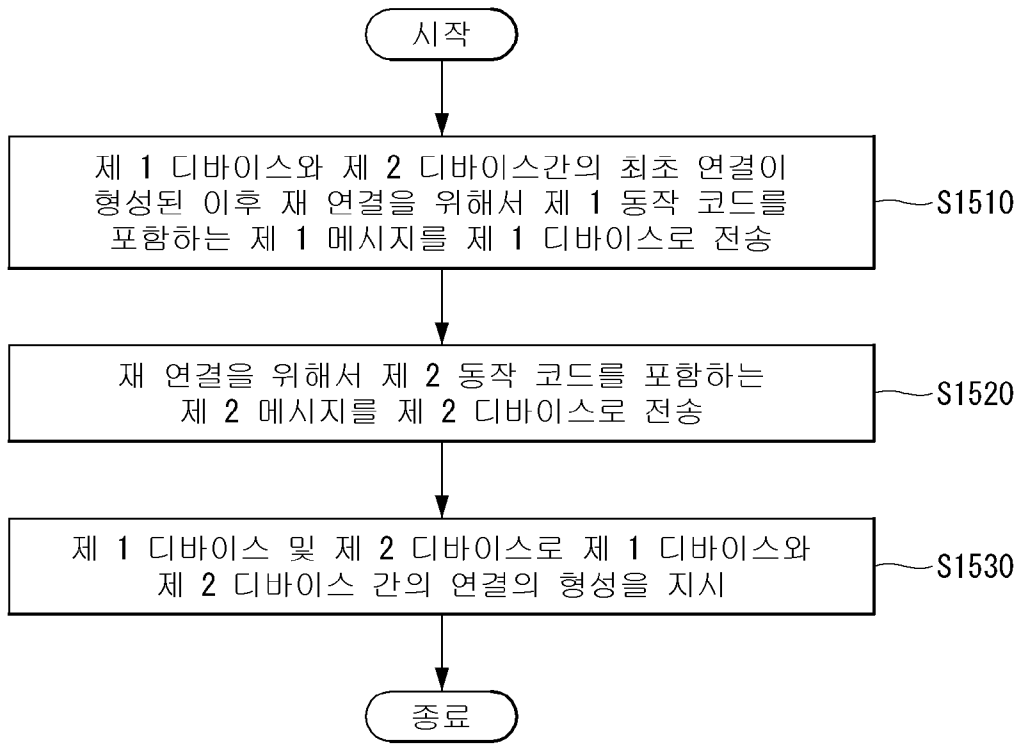 시작
제 1 디바이스와 제 2 디바이스간의 최초 연결이
형성된 이후 재 연결을 위해서 제 1 동작 코드를
포함하는 제 1 메시지를 제 1 디바이스로 전송
S1510
재 연결을 위해서 제 2 동작 코드를 포함하는
제 2 메시지를 제 2 디바이스로 전송
S1520
제 1 디바이스 및 제 2 디바이스로 제 1 디바이스와
제 2 디바이스 간의 연결의 형성을 지시
S1530
종료